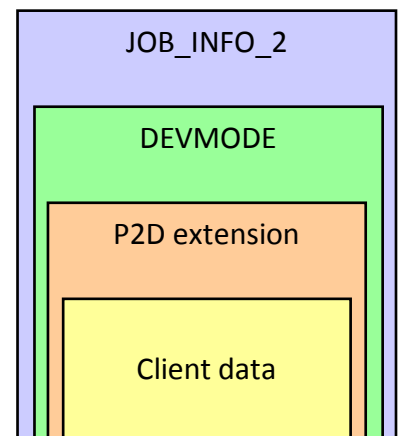 JOB_INFO_2
DEVMODE
P2D extension
Client data